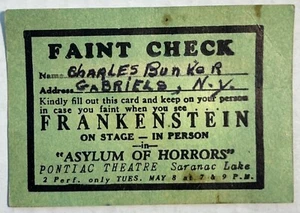 FAINT CHECK
Name Charles Bunker
Address Gabriels, N.Y.
Kindly fill out this card and keep on your person
in case you faint when you see
FRANKENSTEIN
ON STAGE — IN PERSON
—in—
"ASYLUM OF HORRORS"
PONTIAC THEATRE Saranac Lake
2 Perf. only TUES. MAY 8 at 7 & 9 P.M.